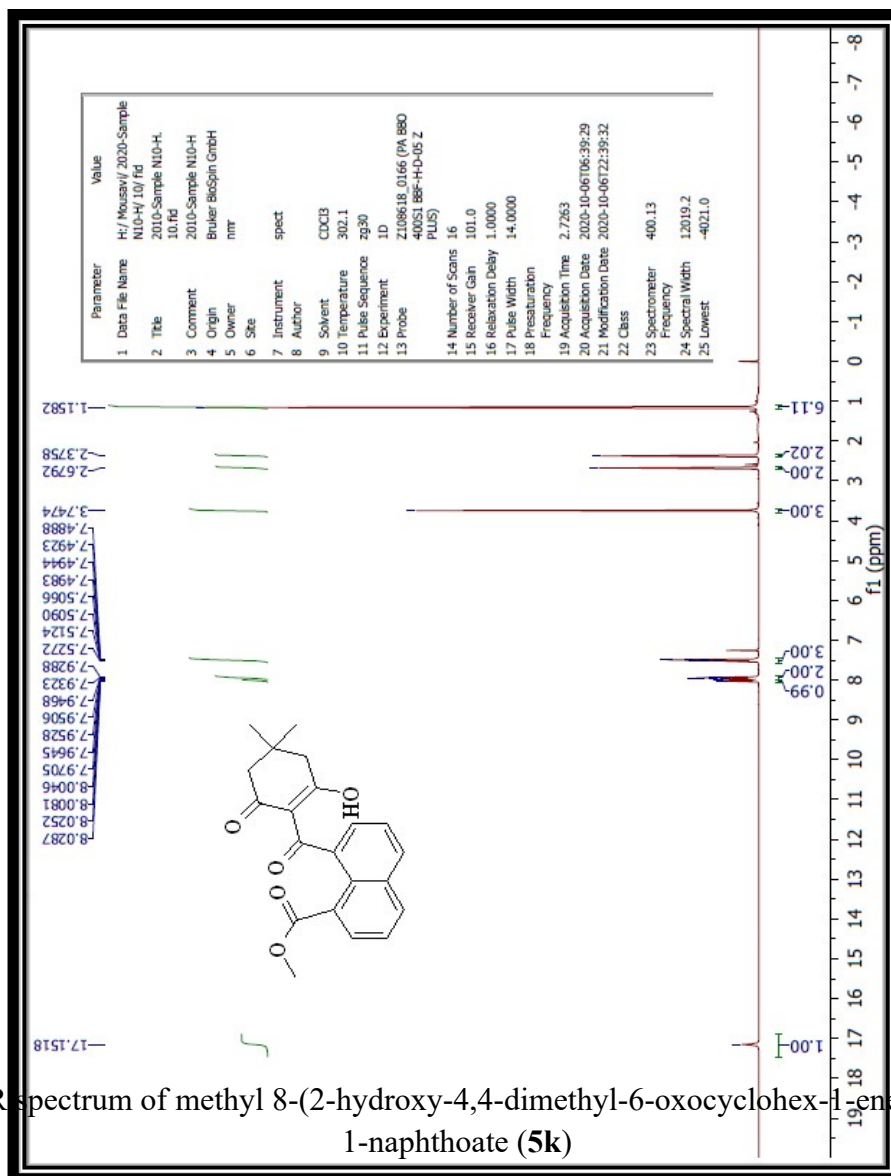 Parameter Value
1 Data File Name H:/ Mousavi/ 2020-Sample
N10-H/ 10/ fid
2 Title 2010-Sample N10-H.
10.fid
3 Comment 2010-Sample N10-H
4 Origin Bruker BioSpin GmbH
5 Owner nmr
6 Site
7 Instrument spect
8 Author
9 Solvent CDCl3
10 Temperature 302.1
11 Pulse Sequence zg30
12 Experiment 1D
13 Probe Z108618_0166 (PA BBO
400S1 BBF-H-D-05 Z
PLUS)
14 Number of Scans 16
15 Receiver Gain 101.0
16 Relaxation Delay 1.0000
17 Pulse Width 14.0000
18 Presaturation
Frequency
19 Acquisition Time 2.7263
20 Acquisition Date 2020-10-06T06:39:29
21 Modification Date 2020-10-06T22:39:32
22 Class
23 Spectrometer 400.13
Frequency
24 Spectral Width 12019.2
25 Lowest -4021.0
1.1582
2.3758
2.6792
3.7474
7.4888
7.4923
7.4944
7.4983
7.5066
7.5090
7.5124
7.5272
7.9288
7.9323
7.9468
7.9506
7.9528
7.9645
7.9705
8.0046
8.0081
8.0252
8.0287
17.1518
O
O
HO
O
O
6.11
2.02
2.00
3.00
3.00
2.00
0.99
1.00
19 18 17 16 15 14 13 12 11 10 9 8 7 6 5 4 3 2 1 0 -1 -2 -3 -4 -5 -6 -7 -8
f1 (ppm)
spectrum of methyl 8-(2-hydroxy-4,4-dimethyl-6-oxocyclohex-1-ene
1-naphthoate (5k)